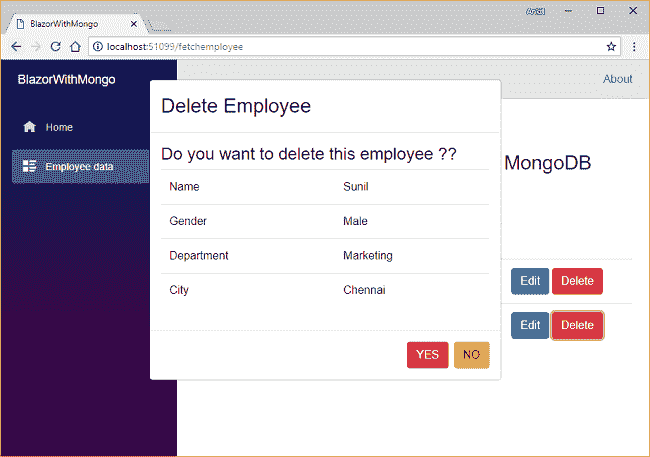 Ankit
BlazorWithMongo
localhost:51099/fetchemployee
BlazorWithMongo
About
Home
Employee data
Delete Employee
Do you want to delete this employee ??
Name Sunil
Gender Male
Department Marketing
City Chennai
YES NO
MongoDB
Edit Delete
Edit Delete